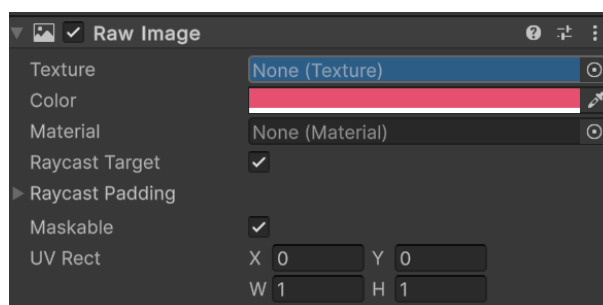 Raw Image
Texture None (Texture)
Color
Material None (Material)
Raycast Target
Raycast Padding
Maskable
UV Rect X 0 Y 0
W 1 H 1